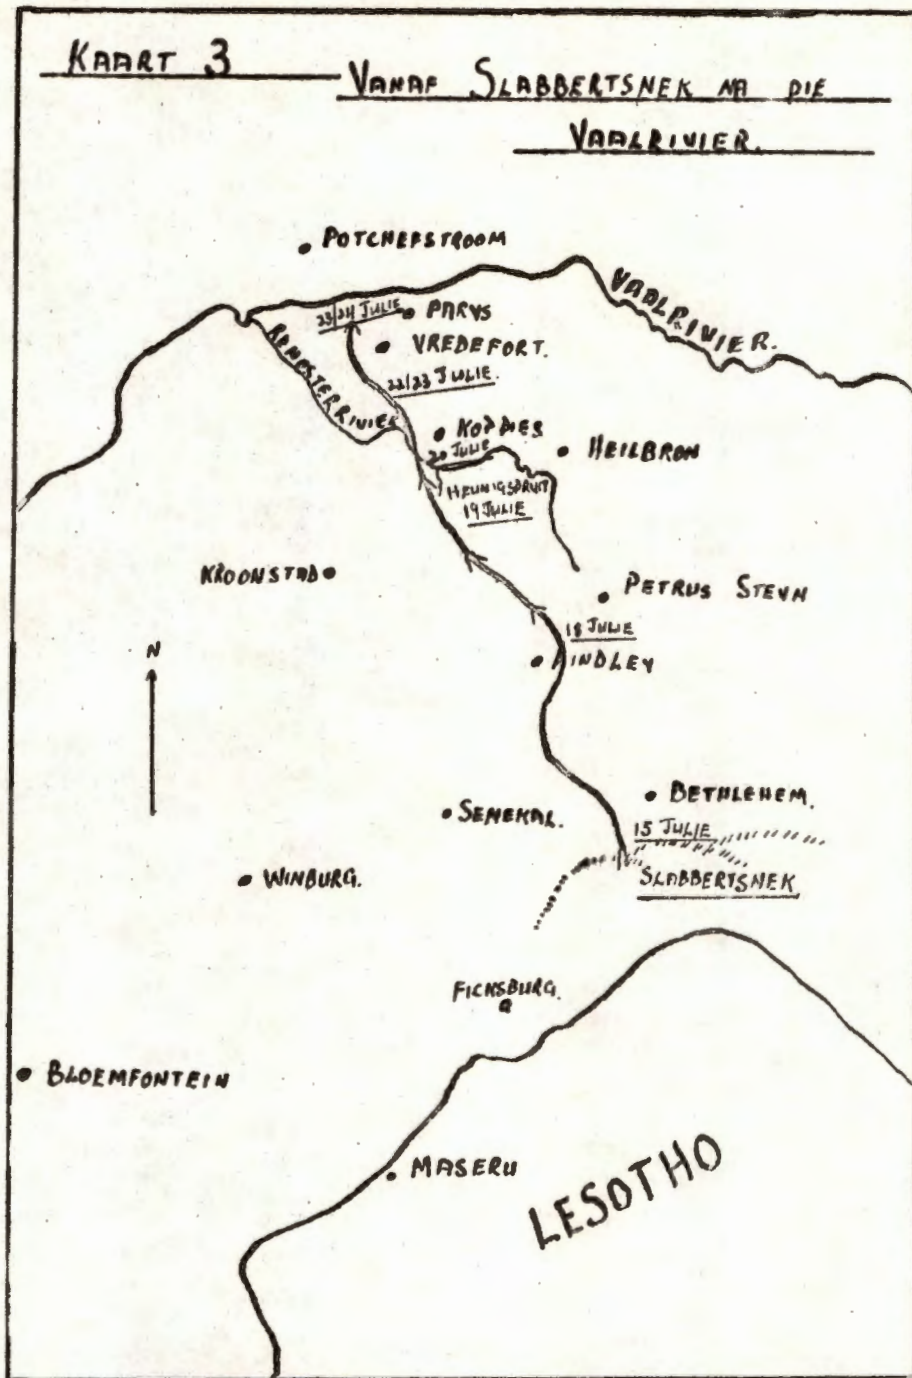 KAART 3
VANAF SLABBERTSNEK NA DIE
VAALRIVIER.
POTCHEFSTROOM
VAALRIVIER.
23/24 JULIE
PARYS
VREDEFORT.
RENOSTERRIVIER
22/23 JULIE.
KOPPIES
20 JULIE
HEILBRON
HEUNIGSPRUIT
19 JULIE
KROONSTAD
PETRUS STEYN
18 JULIE
LINDLEY
N
BETHLEHEM.
SENEKAL.
15 JULIE
SLABBERTSNEK
WINBURG.
FICKSBURG.
BLOEMFONTEIN
MASERU
LESOTHO